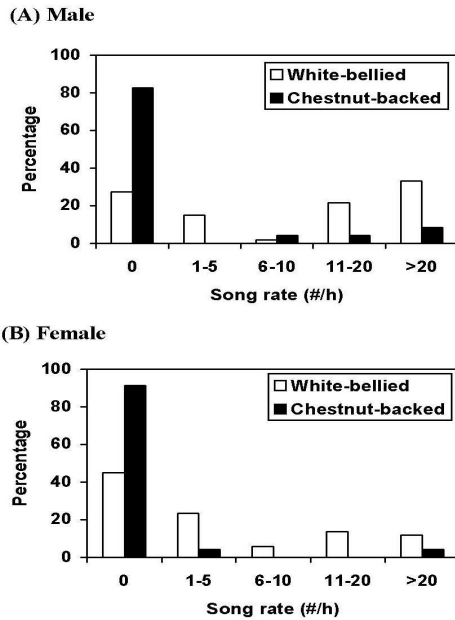 (A) Male
100
80
60
40
20
0
Percentage
White-bellied
Chestnut-backed
0 1-5 6-10 11-20 >20
Song rate (#/h)
(B) Female
100
80
60
40
20
0
Percentage
White-bellied
Chestnut-backed
0 1-5 6-10 11-20 >20
Song rate (#/h)